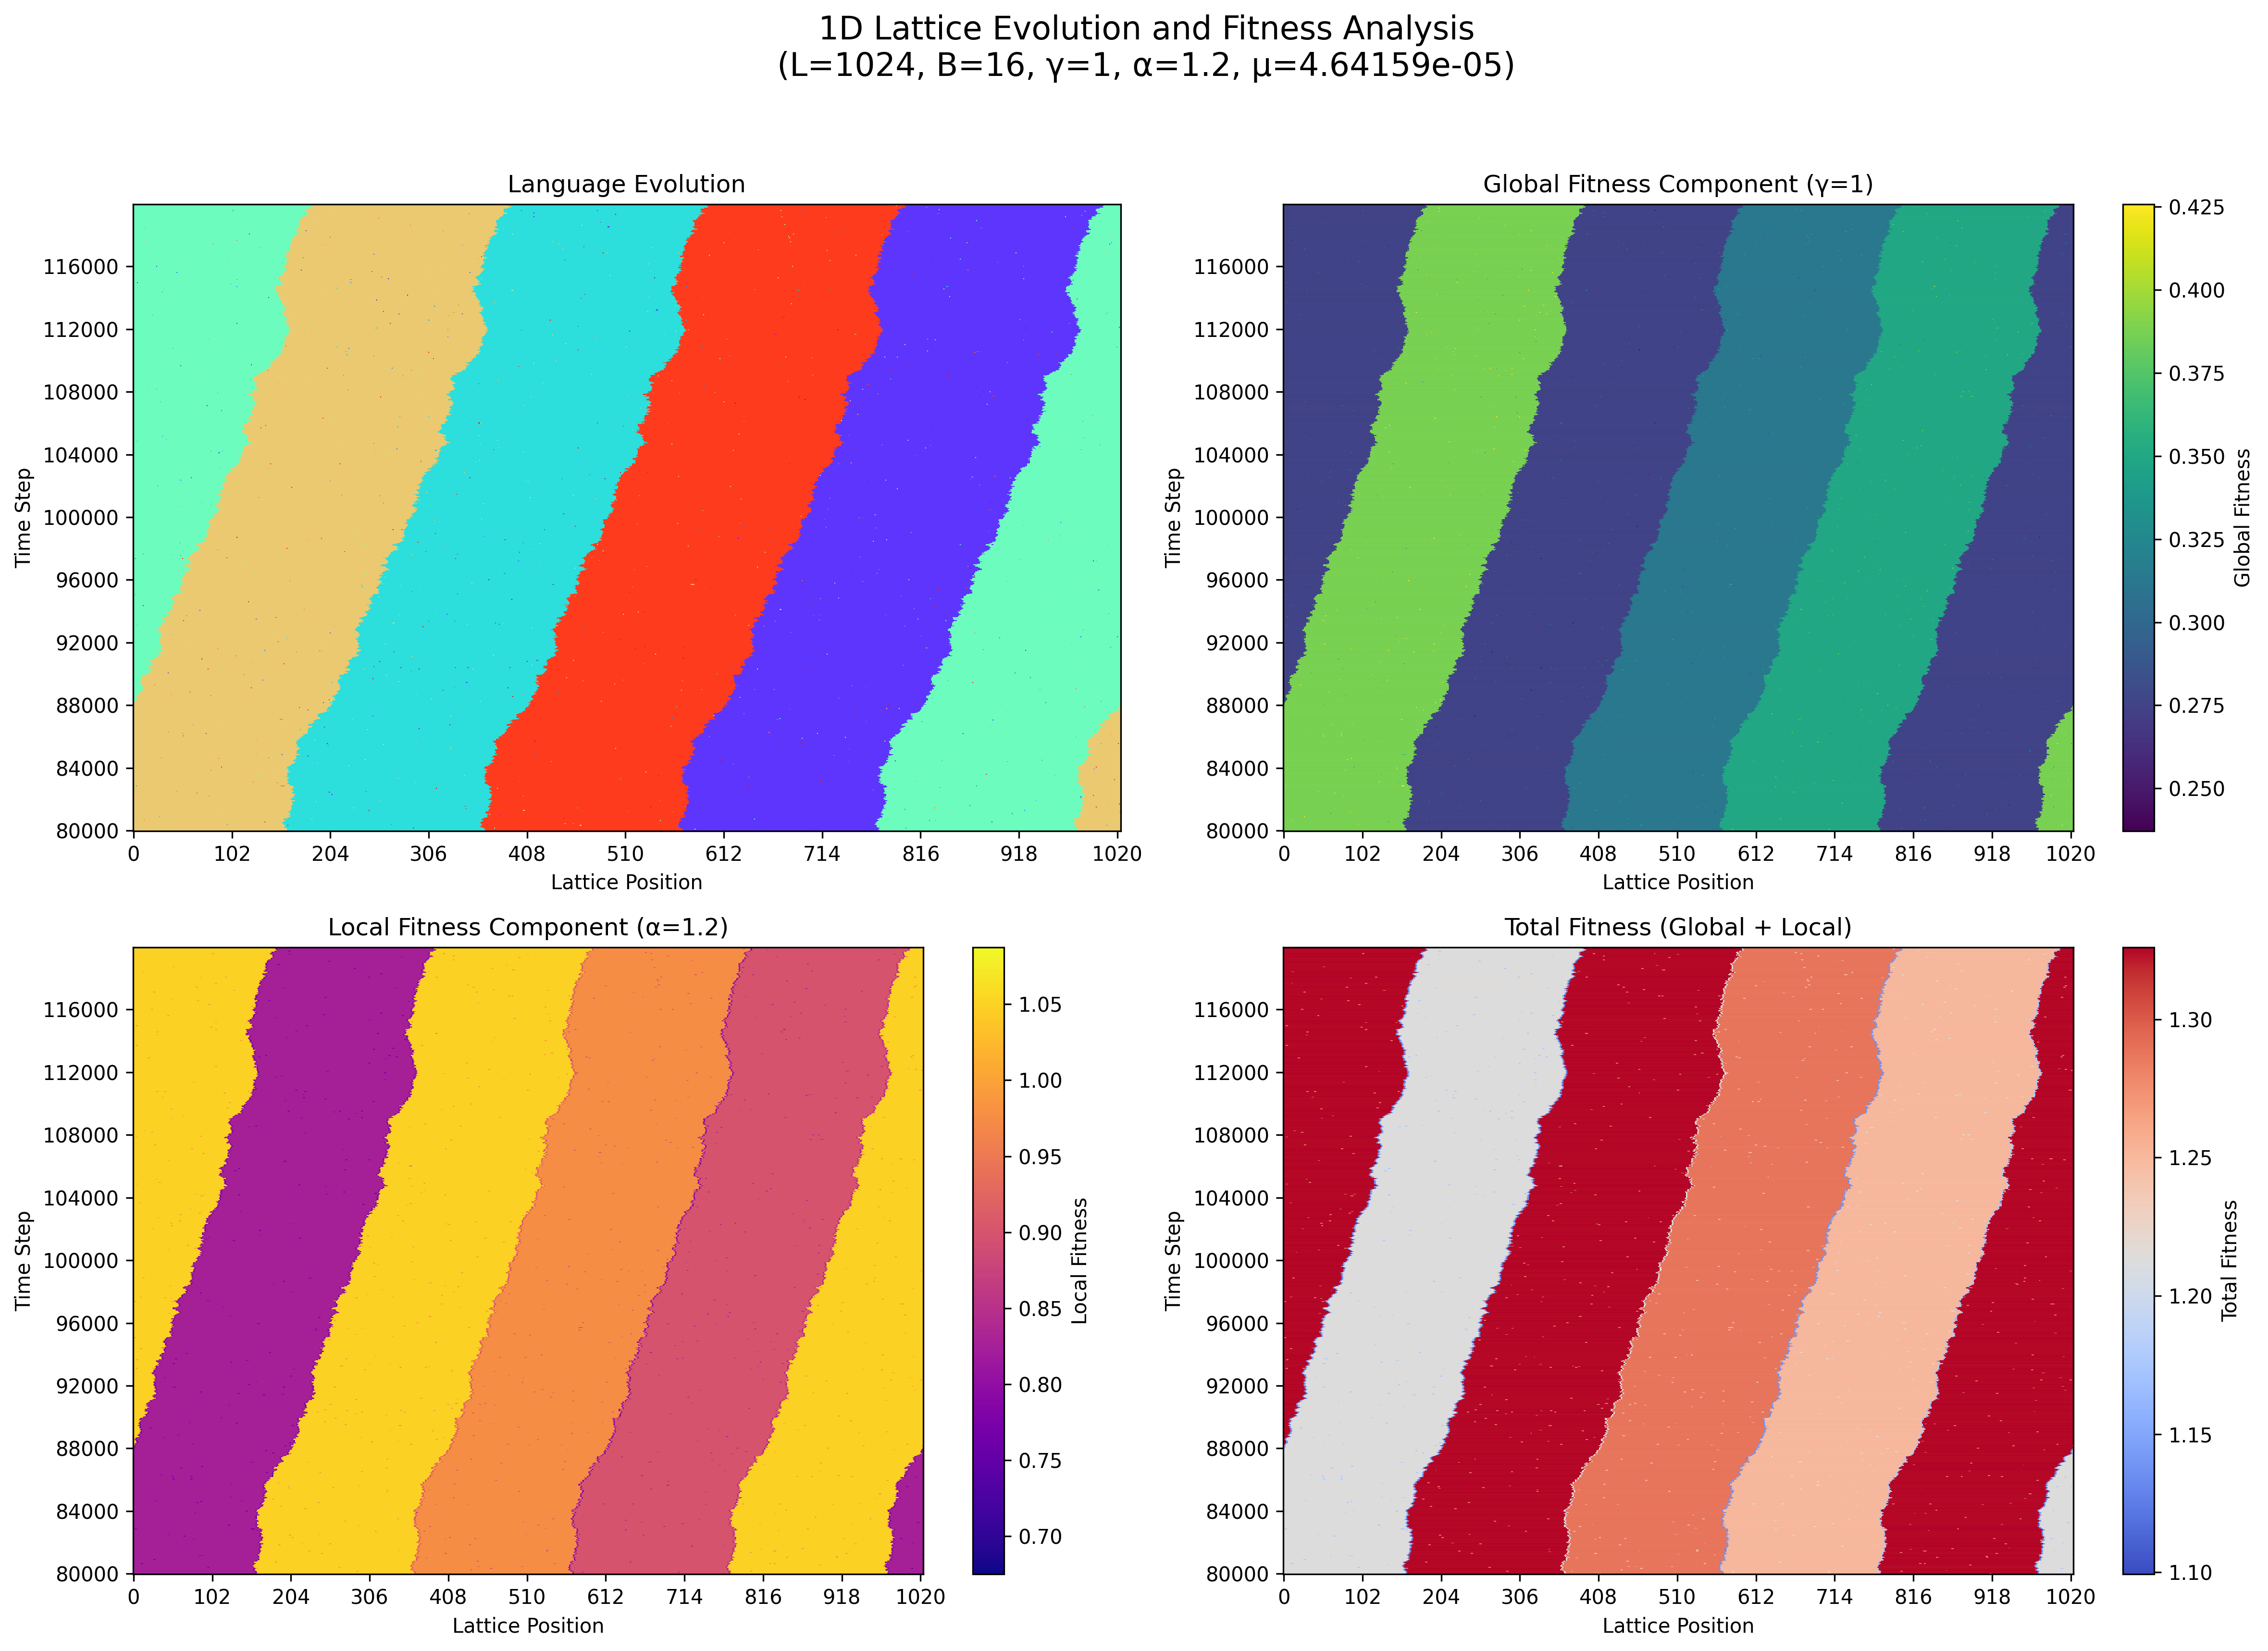 1D Lattice Evolution and Fitness Analysis
(L=1024, B=16, γ=1, α=1.2, μ=4.64159e-05)
Language Evolution
116000
112000
108000
104000
100000
96000
92000
88000
84000
80000
Time Step
0 102 204 306 408 510 612 714 816 918 1020
Lattice Position
Global Fitness Component (γ=1)
116000
112000
108000
104000
100000
96000
92000
88000
84000
80000
Time Step
0 102 204 306 408 510 612 714 816 918 1020
Lattice Position
0.425
0.400
0.375
0.350
0.325
0.300
0.275
0.250
Global Fitness
Local Fitness Component (α=1.2)
116000
112000
108000
104000
100000
96000
92000
88000
84000
80000
Time Step
0 102 204 306 408 510 612 714 816 918 1020
Lattice Position
1.05
1.00
0.95
0.90
0.85
0.80
0.75
0.70
Local Fitness
Total Fitness (Global + Local)
116000
112000
108000
104000
100000
96000
92000
88000
84000
80000
Time Step
0 102 204 306 408 510 612 714 816 918 1020
Lattice Position
1.30
1.25
1.20
1.15
1.10
Total Fitness